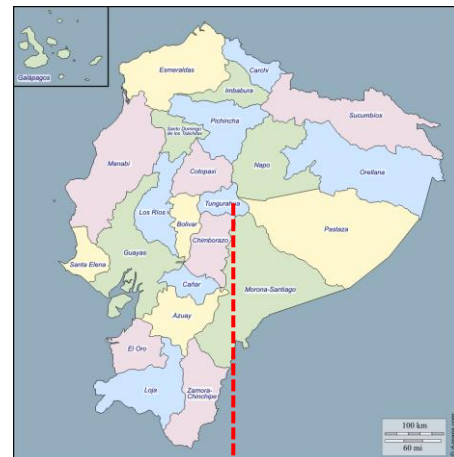 Galápagos
Esmeraldas
Carchi
Imbabura
Sucumbíos
Pichincha
Santo Domingo
de los Tsáchilas
Manabí
Cotopaxi
Napo
Orellana
Los Ríos
Tungurahua
Bolívar
Pastaza
Chimborazo
Guayas
Santa Elena
Cañar
Morona-Santiago
Azuay
El Oro
Loja
Zamora-
Chinchipe
100 km
60 mi